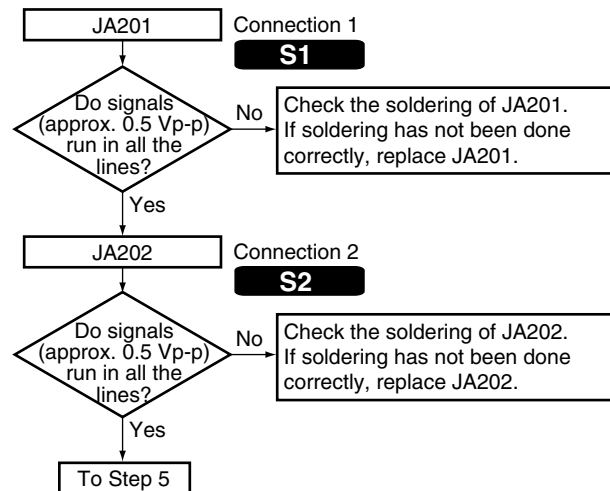 JA201
Connection 1
S1
Do signals
(approx. 0.5 Vp-p)
run in all the
lines?
No
Check the soldering of JA201.
If soldering has not been done
correctly, replace JA201.
Yes
JA202
Connection 2
S2
Do signals
(approx. 0.5 Vp-p)
run in all the
lines?
No
Check the soldering of JA202.
If soldering has not been done
correctly, replace JA202.
Yes
To Step 5